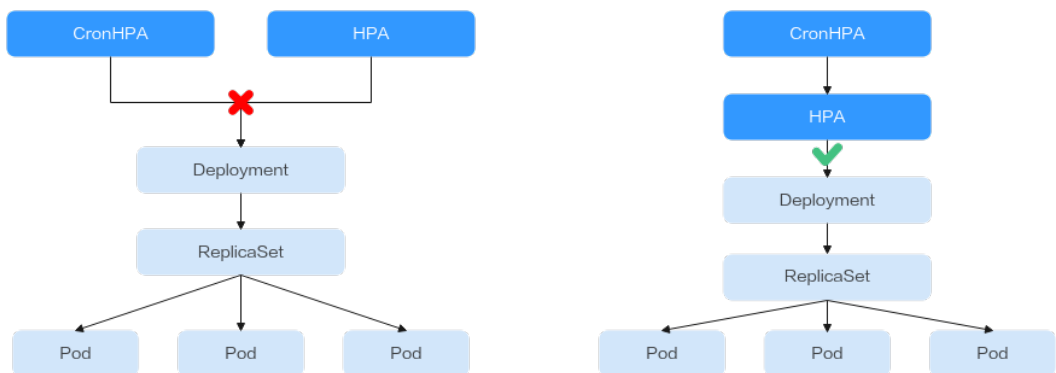 CronHPA
HPA
Deployment
ReplicaSet
Pod
Pod
Pod
CronHPA
HPA
Deployment
ReplicaSet
Pod
Pod
Pod